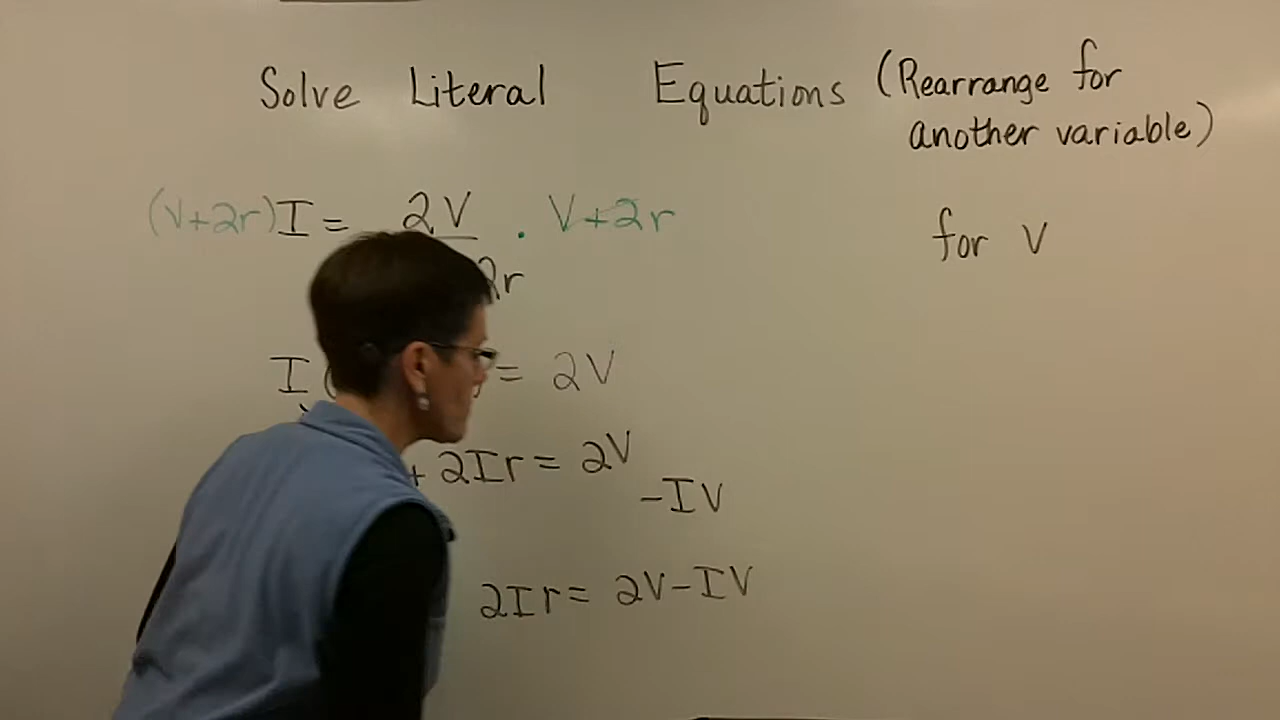 Solve Literal Equations (Rearrange for
another variable)
(V+2r) I = 2V . V+2r
2r
for V
I = 2V
+ 2Ir = 2V
-IV
2Ir = 2V-IV